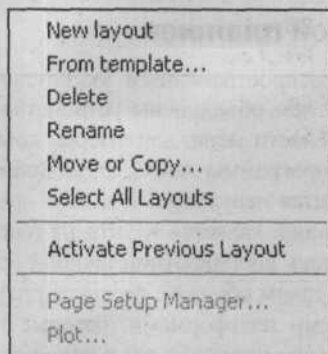 New layout
From template...
Delete
Rename
Move or Copy...
Select All Layouts
Activate Previous Layout
Page Setup Manager...
Plot...